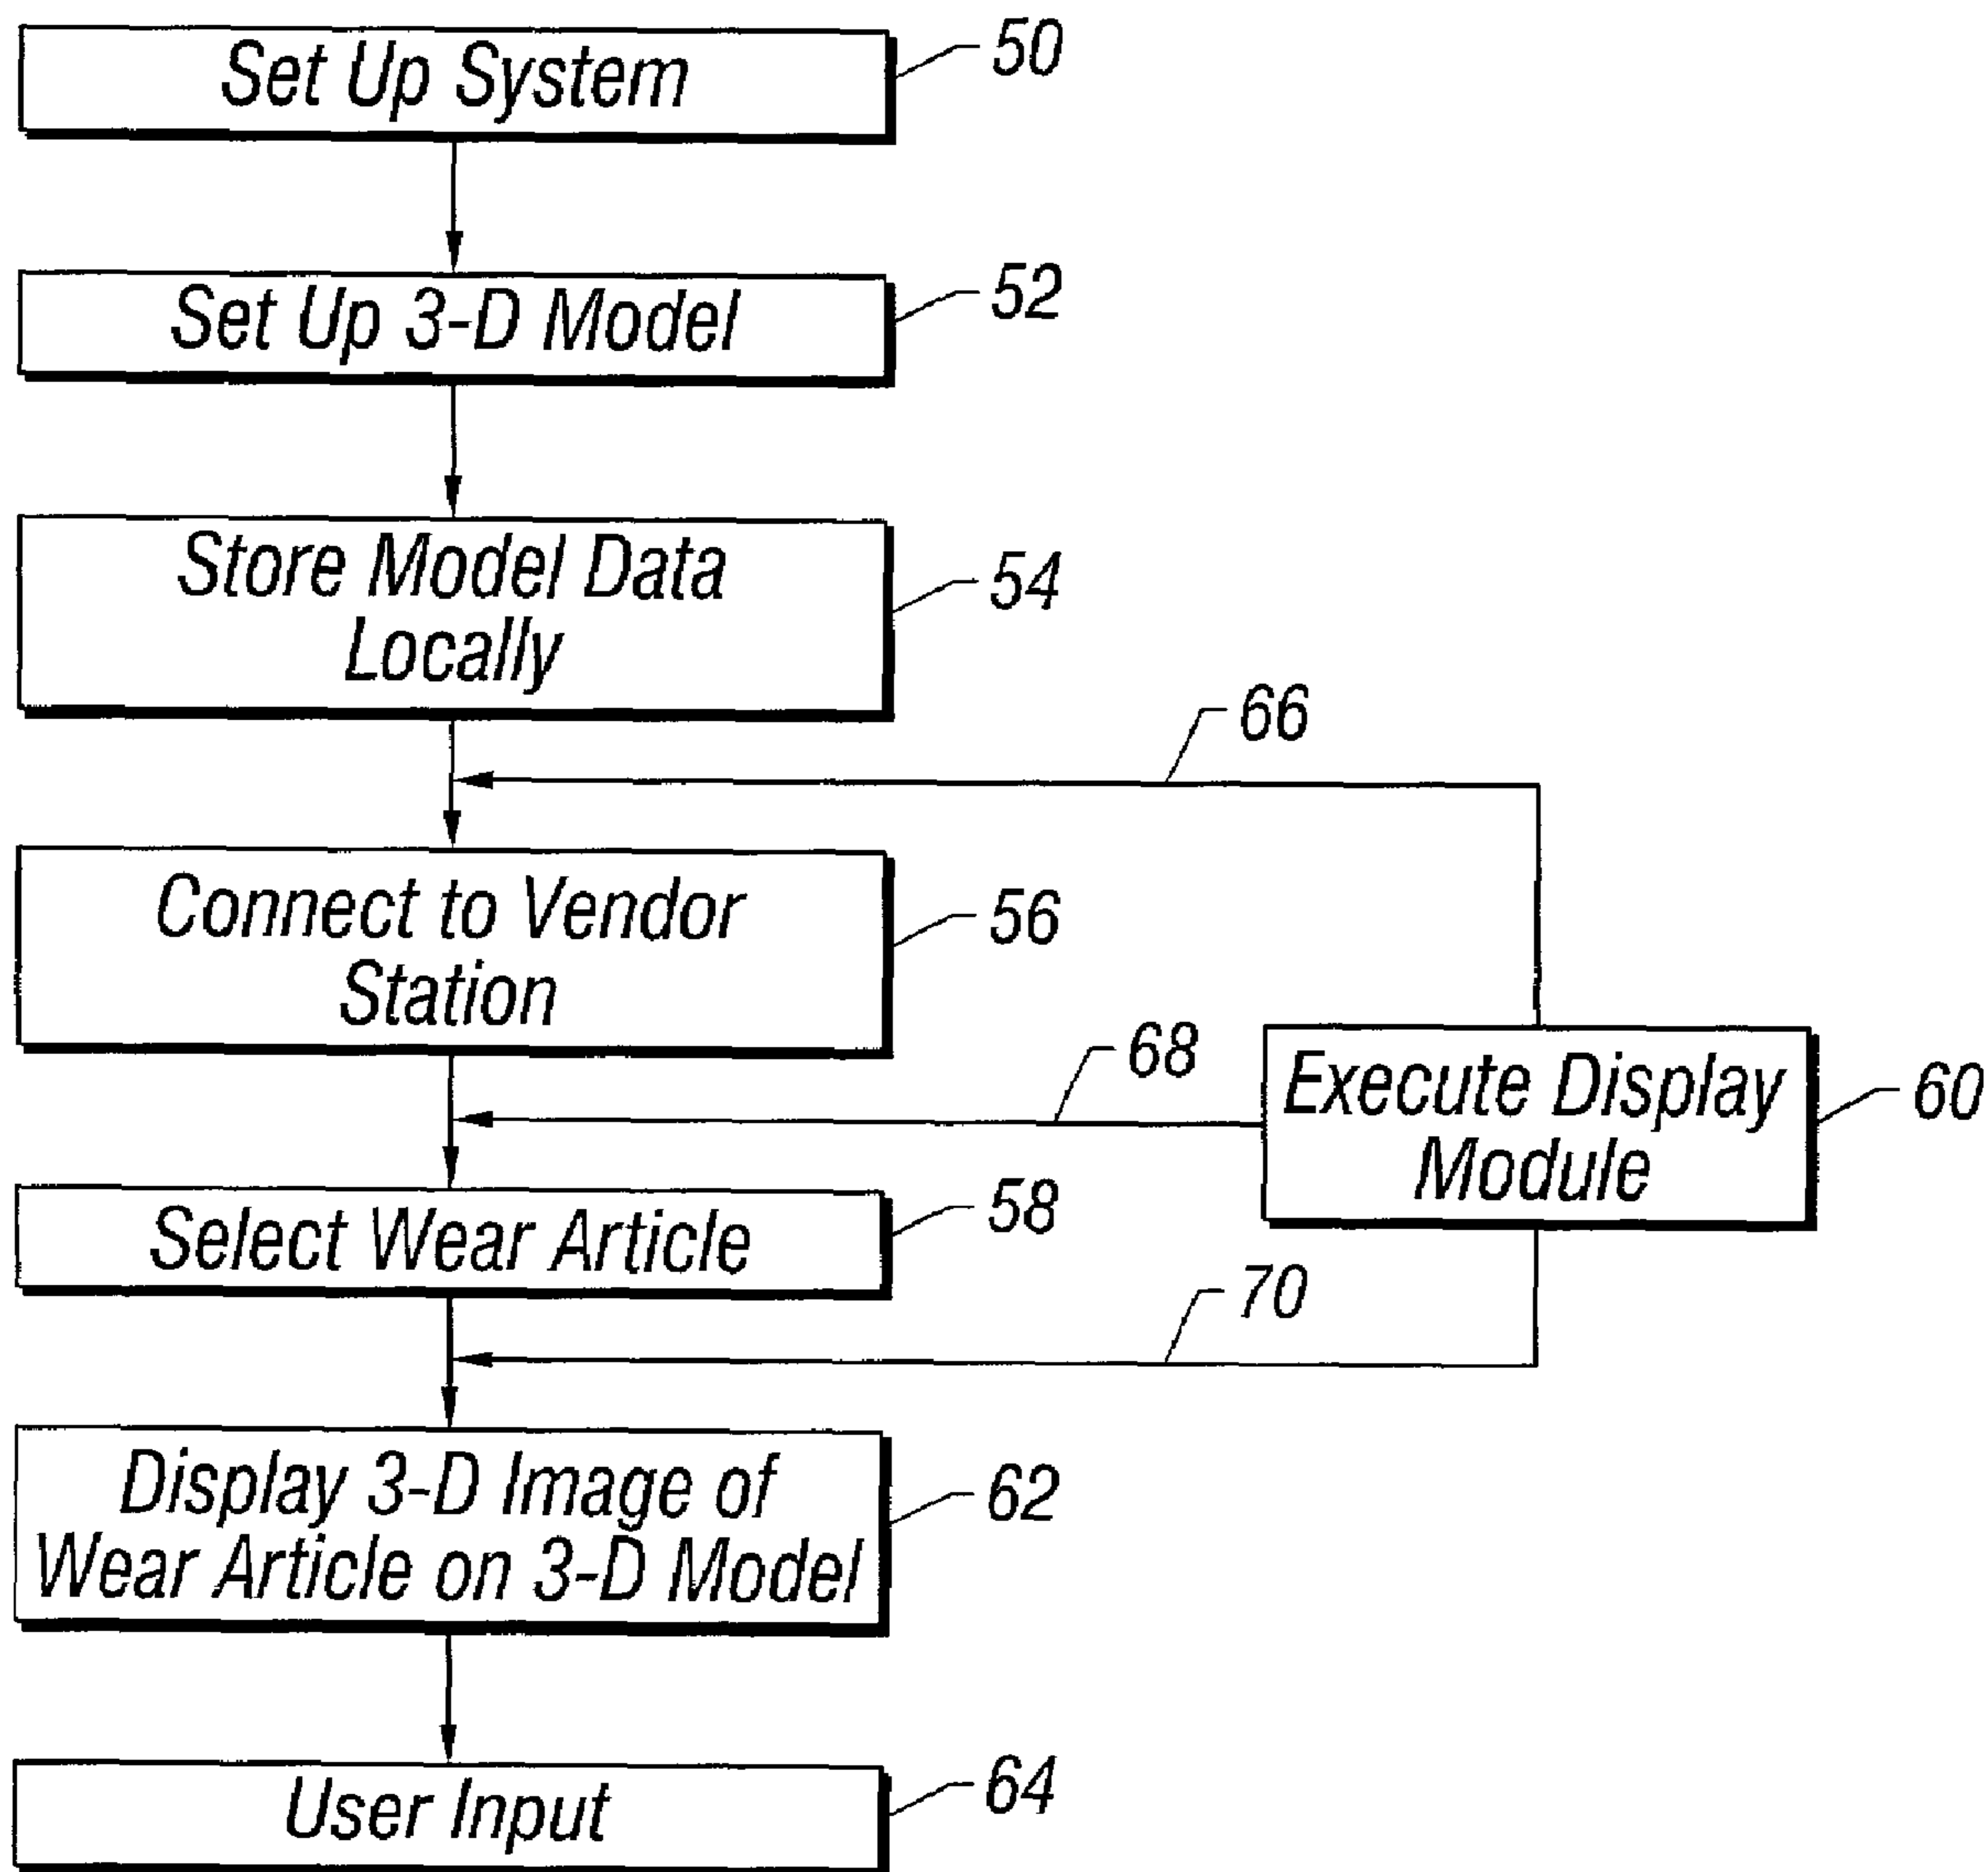 Set Up System
50
Set Up 3-D Model
52
Store Model Data
Locally
54
66
Connect to Vendor
Station
56
68
Execute Display
Module
60
Select Wear Article
58
70
Display 3-D Image of
Wear Article on 3-D Model
62
User Input
64